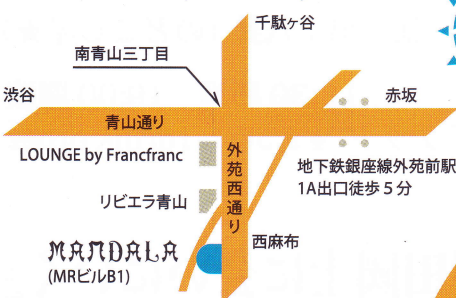 千駄ヶ谷
南青山三丁目
渋谷
赤坂
青山通り
LOUNGE by Francfranc
外苑西通り
地下鉄銀座線外苑前駅
1A出口徒歩5分
リビエラ青山
西麻布
MANDALA
(MRビルB1)